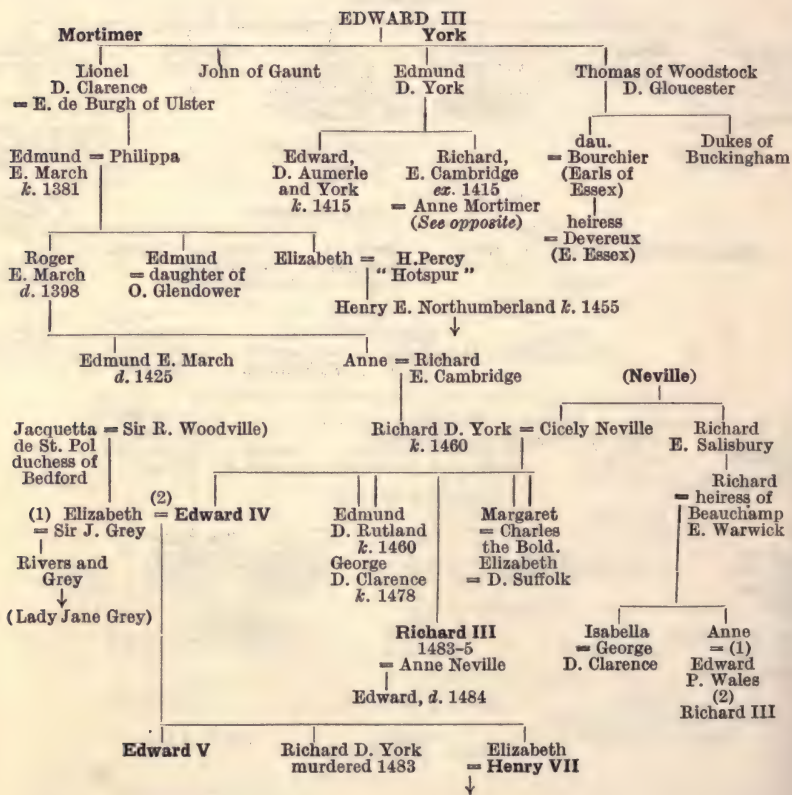 EDWARD III
Mortimer York
Lionel John of Gaunt Edmund Thomas of Woodstock
D. Clarence D. York D. Gloucester
= E. de Burgh of Ulster
Edward, Richard, dau. Dukes of
Edmund = Philippa D. Aumerle E. Cambridge = Bourchier Buckingham
E. March and York ex. 1415 (Earls of
k. 1381 k. 1415 = Anne Mortimer Essex)
(See opposite)
heiress
= Devereux
(E. Essex)
Roger Edmund Elizabeth = H. Percy
E. March = daughter of "Hotspur"
d. 1398 O. Glendower
Henry E. Northumberland k. 1455
↓
Edmund E. March Anne = Richard
d. 1425 E. Cambridge
(Neville)
Jacquetta = Sir R. Woodville) Richard D. York = Cicely Neville Richard
de St. Pol k. 1460 E. Salisbury
duchess of
Bedford
Richard
= heiress of
Beauchamp
E. Warwick
(2)
(1) Elizabeth = Edward IV Edmund Margaret
= Sir J. Grey D. Rutland = Charles
k. 1460 the Bold.
Rivers and George Elizabeth
Grey D. Clarence = D. Suffolk
↓ k. 1478
(Lady Jane Grey)
Richard III
1483-5
= Anne Neville
Edward, d. 1484
Isabella Anne
= George = (1)
D. Clarence Edward
P. Wales
(2)
Richard III
Edward V Richard D. York Elizabeth
murdered 1483 = Henry VII
↓